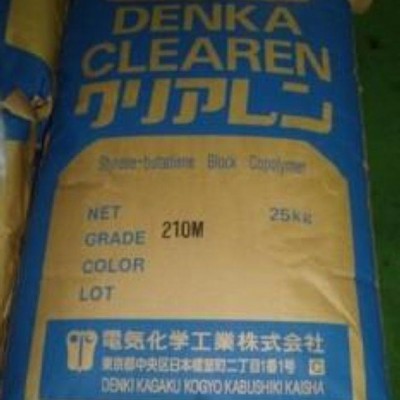 DENKA
CLEAREN
クリアレン
Styrene-butadiene Block Copolymer
NET 25kg
GRADE 210M
COLOR
LOT
電気化学工業株式会社
東京都中央区日本橋室町二丁目1番1号 C
DENKI KAGAKU KOGYO KABUSHIKI KAISHA